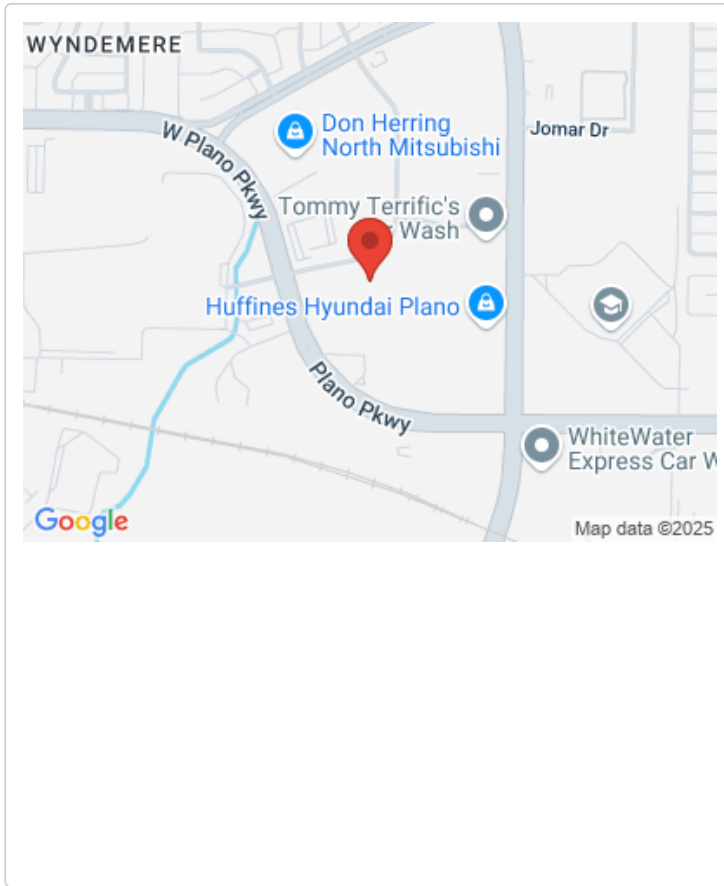 WYNDEMERE
W Plano Pkwy
Don Herring
North Mitsubishi
Jomar Dr
Tommy Terrific's
Wash
Huffines Hyundai Plano
Plano Pkwy
WhiteWater
Express Car W
Google
Map data ©2025